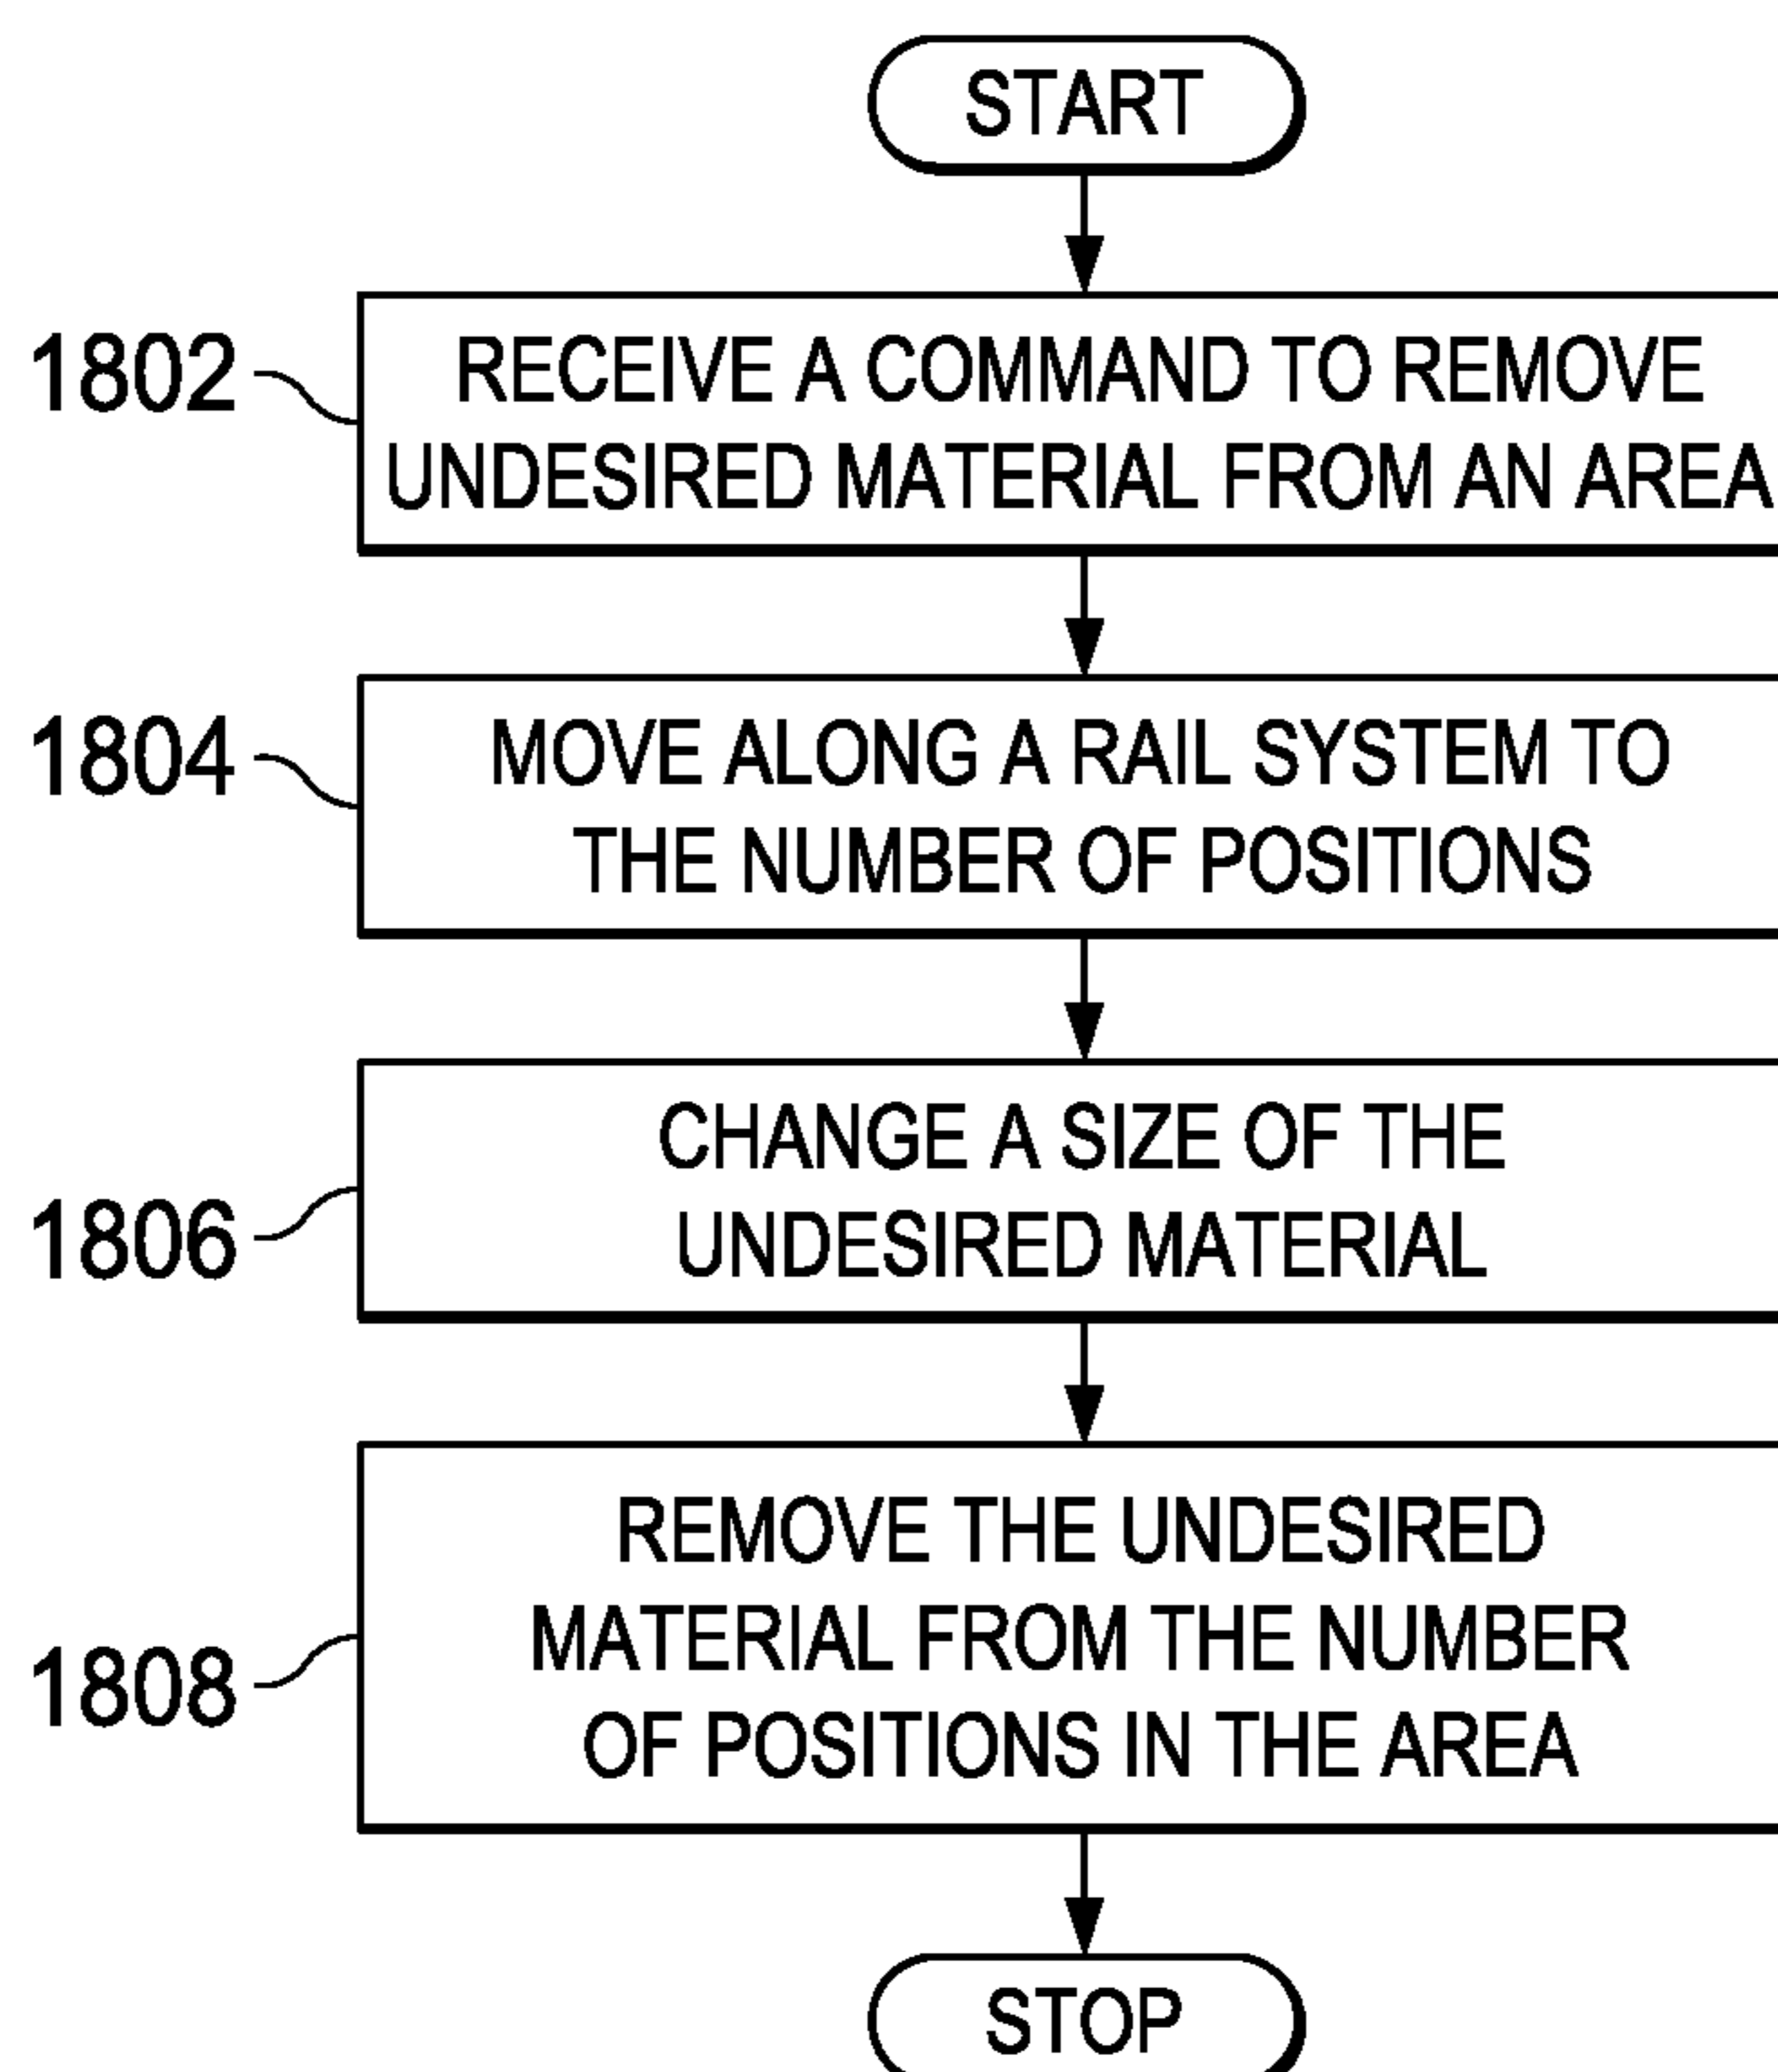 START
1802
RECEIVE A COMMAND TO REMOVE
UNDESIRED MATERIAL FROM AN AREA
1804
MOVE ALONG A RAIL SYSTEM TO
THE NUMBER OF POSITIONS
1806
CHANGE A SIZE OF THE
UNDESIRED MATERIAL
1808
REMOVE THE UNDESIRED
MATERIAL FROM THE NUMBER
OF POSITIONS IN THE AREA
STOP